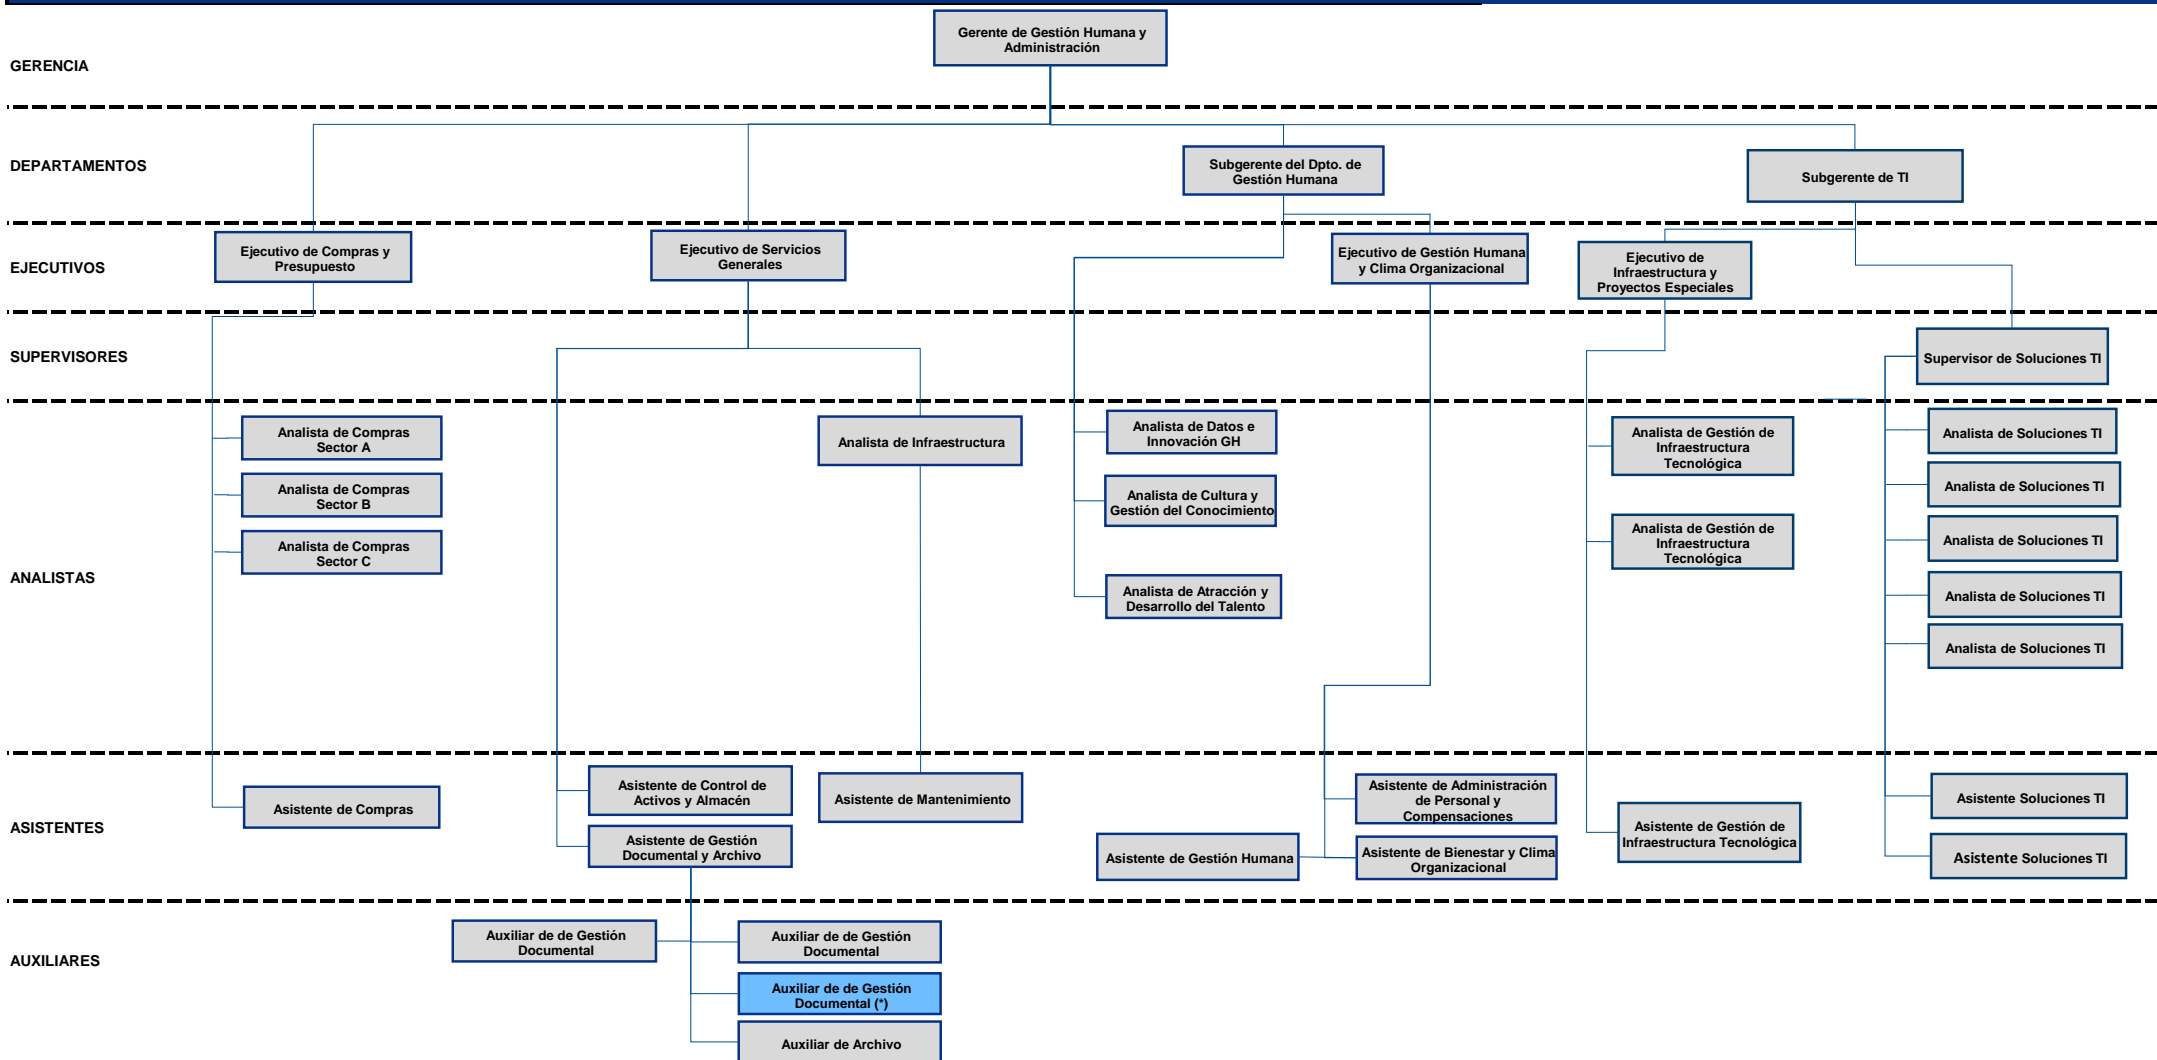 Gerente de Gestión Humana y
Administración
GERENCIA
DEPARTAMENTOS
Subgerente del Dpto. de
Gestión Humana
Subgerente de TI
EJECUTIVOS
Ejecutivo de Compras y
Presupuesto
Ejecutivo de Servicios
Generales
Ejecutivo de Gestión Humana
y Clima Organizacional
Ejecutivo de
Infraestructura y
Proyectos Especiales
SUPERVISORES
Supervisor de Soluciones TI
ANALISTAS
Analista de Compras
Sector A
Analista de Compras
Sector B
Analista de Compras
Sector C
Analista de Infraestructura
Analista de Datos e
Innovación GH
Analista de Cultura y
Gestión del Conocimiento
Analista de Atracción y
Desarrollo del Talento
Analista de Gestión de
Infraestructura
Tecnológica
Analista de Gestión de
Infraestructura
Tecnológica
Analista de Soluciones TI
Analista de Soluciones TI
Analista de Soluciones TI
Analista de Soluciones TI
Analista de Soluciones TI
ASISTENTES
Asistente de Compras
Asistente de Control de
Activos y Almacén
Asistente de Gestión
Documental y Archivo
Asistente de Mantenimiento
Asistente de Gestión Humana
Asistente de Administración
de Personal y
Compensaciones
Asistente de Bienestar y Clima
Organizacional
Asistente de Gestión de
Infraestructura Tecnológica
Asistente Soluciones TI
Asistente Soluciones TI
AUXILIARES
Auxiliar de de Gestión
Documental
Auxiliar de de Gestión
Documental
Auxiliar de de Gestión
Documental (*)
Auxiliar de Archivo